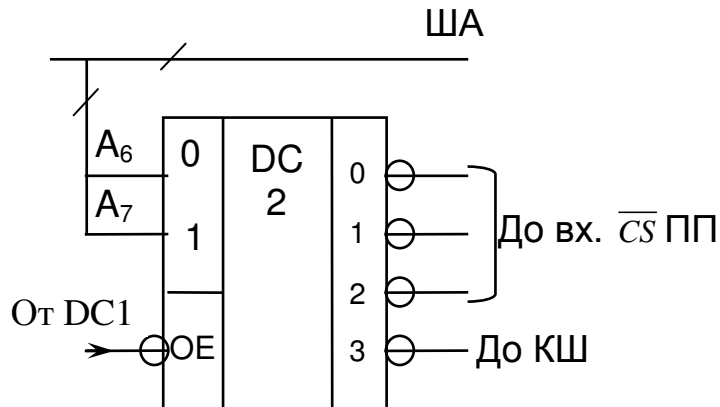 ША
A₆ 0 DC 0
A₇ 1 2 1
До вх. C̅S̅ ПП
2
От DC1 OE 3 До КШ